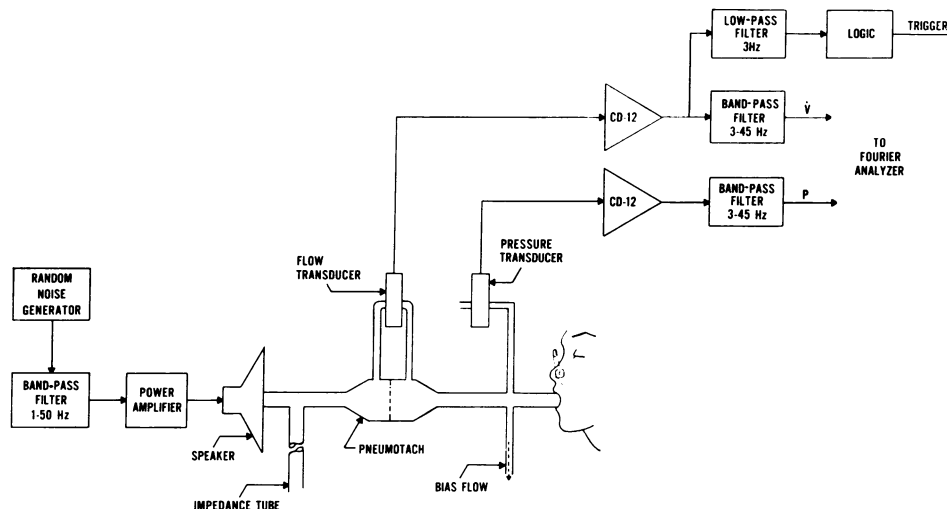 LOW-PASS
FILTER
3Hz
LOGIC
TRIGGER
CD-12
BAND-PASS
FILTER
3-45 Hz
V̇
TO
FOURIER
ANALYZER
CD-12
BAND-PASS
FILTER
3-45 Hz
P
FLOW
TRANSDUCER
PRESSURE
TRANSDUCER
RANDOM
NOISE
GENERATOR
BAND-PASS
FILTER
1-50 Hz
POWER
AMPLIFIER
SPEAKER
PNEUMOTACH
BIAS FLOW
IMPEDANCE TUBE